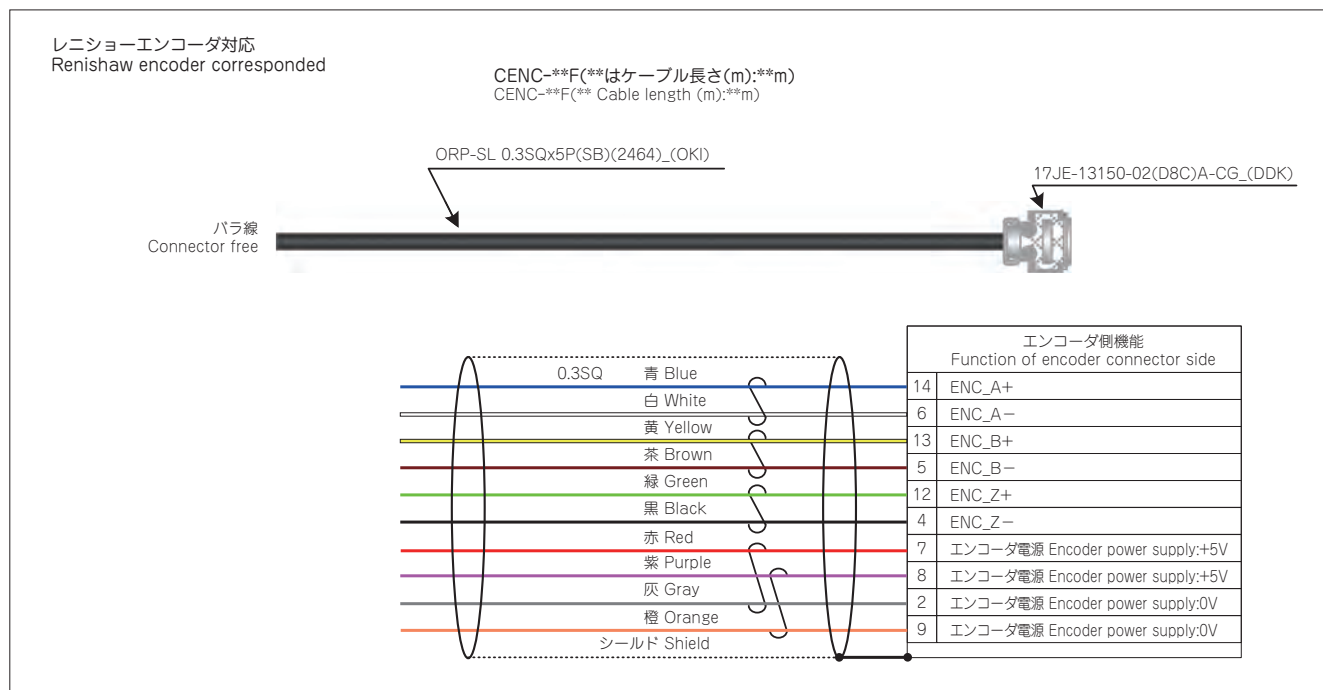 レニショーエンコーダ対応
Renishaw encoder corresponded
CENC-**F(**はケーブル長さ(m):**m)
CENC-**F(** Cable length (m):**m)
ORP-SL 0.3SQx5P(SB)(2464)_(OKI)
17JE-13150-02(D8C)A-CG_(DDK)
バラ線
Connector free
エンコーダ側機能
Function of encoder connector side
0.3SQ 青 Blue 14 ENC_A+
白 White 6 ENC_A−
黄 Yellow 13 ENC_B+
茶 Brown 5 ENC_B−
緑 Green 12 ENC_Z+
黒 Black 4 ENC_Z−
赤 Red 7 エンコーダ電源 Encoder power supply:+5V
紫 Purple 8 エンコーダ電源 Encoder power supply:+5V
灰 Gray 2 エンコーダ電源 Encoder power supply:0V
橙 Orange 9 エンコーダ電源 Encoder power supply:0V
シールド Shield